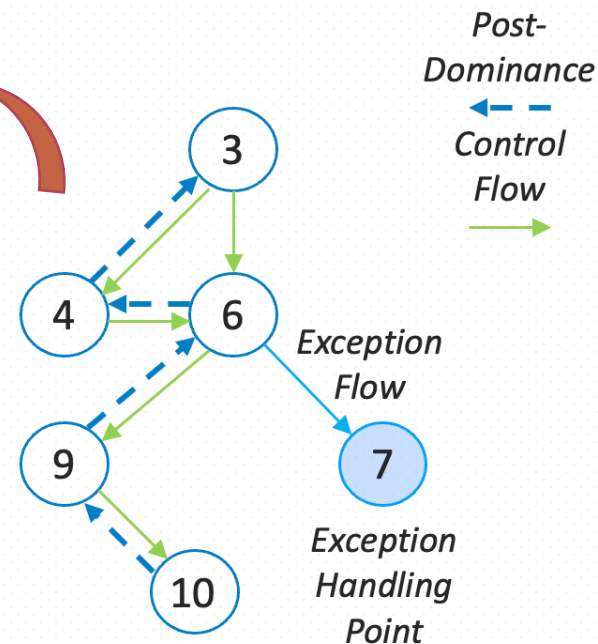 Post-
Dominance
Control
Flow
3
4
6
Exception
Flow
9
7
10
Exception
Handling
Point